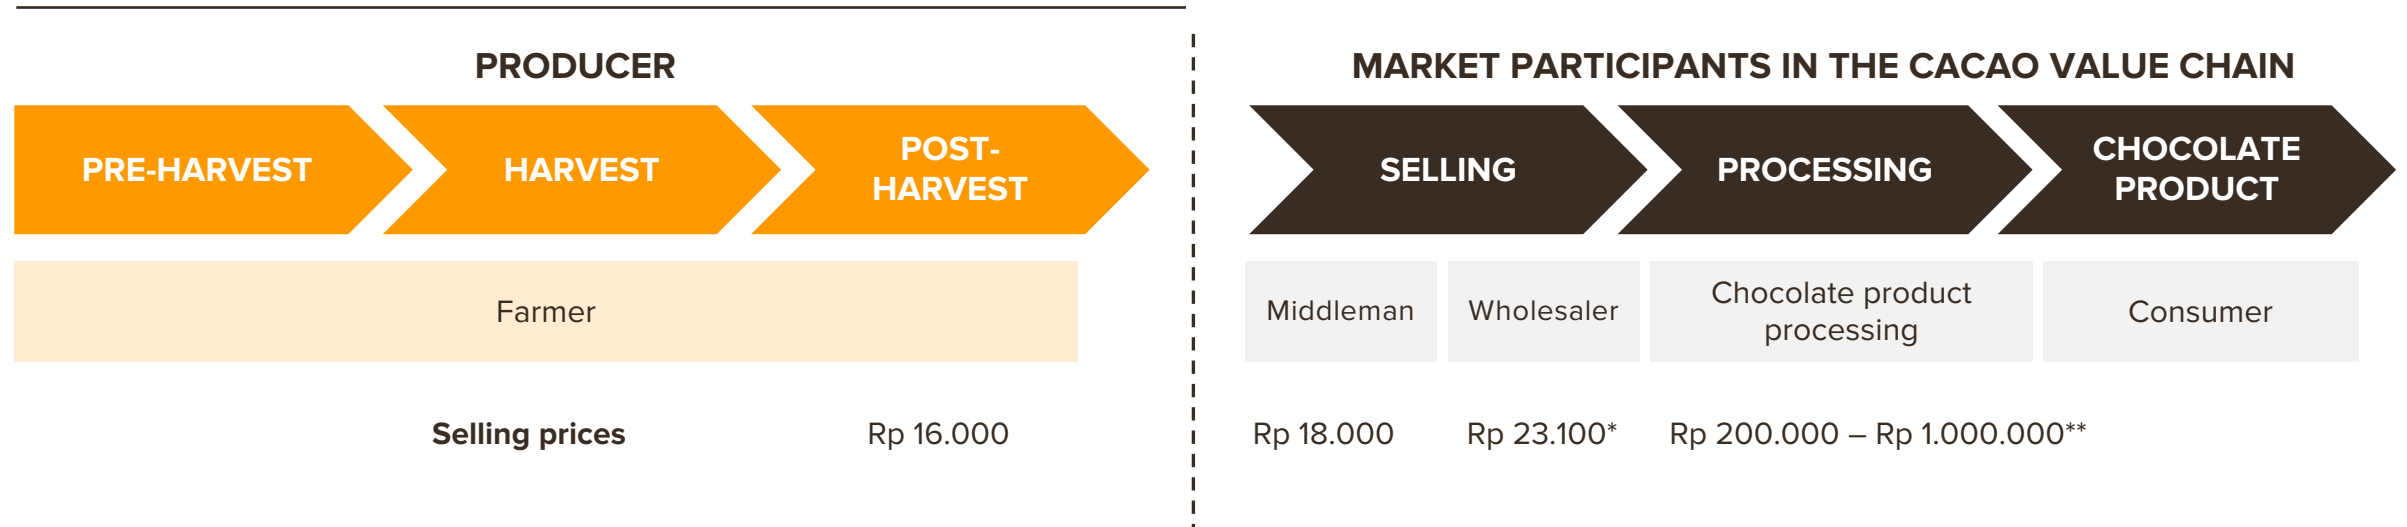 PRODUCER
PRE-HARVEST
HARVEST
POST-
HARVEST
Farmer
Selling prices
Rp 16.000
MARKET PARTICIPANTS IN THE CACAO VALUE CHAIN
SELLING
PROCESSING
CHOCOLATE
PRODUCT
Middleman
Wholesaler
Chocolate product
processing
Consumer
Rp 18.000
Rp 23.100*
Rp 200.000 – Rp 1.000.000**